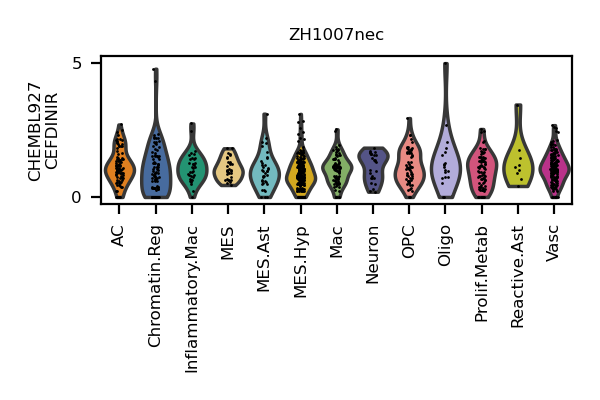 ZH1007nec
CHEMBL927
CEFDINIR
5
0
AC
Chromatin.Reg
Inflammatory.Mac
MES
MES.Ast
MES.Hyp
Mac
Neuron
OPC
Oligo
Prolif.Metab
Reactive.Ast
Vasc